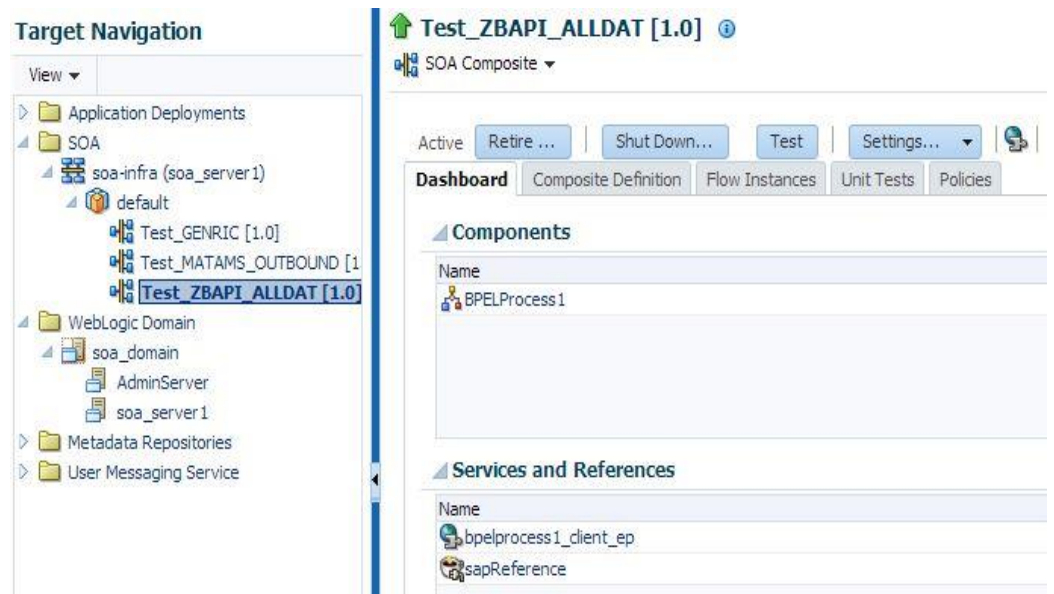 Target Navigation
View
Application Deployments
SOA
soa-infra (soa_server1)
default
Test_GENRIC [1.0]
Test_MATAMS_OUTBOUND [1
Test_ZBAPI_ALLDAT [1.0]
WebLogic Domain
soa_domain
AdminServer
soa_server1
Metadata Repositories
User Messaging Service
Test_ZBAPI_ALLDAT [1.0]
SOA Composite
Active Retire ... Shut Down... Test Settings...
Dashboard Composite Definition Flow Instances Unit Tests Policies
Components
Name
BPELProcess1
Services and References
Name
bpelprocess1_client_ep
sapReference